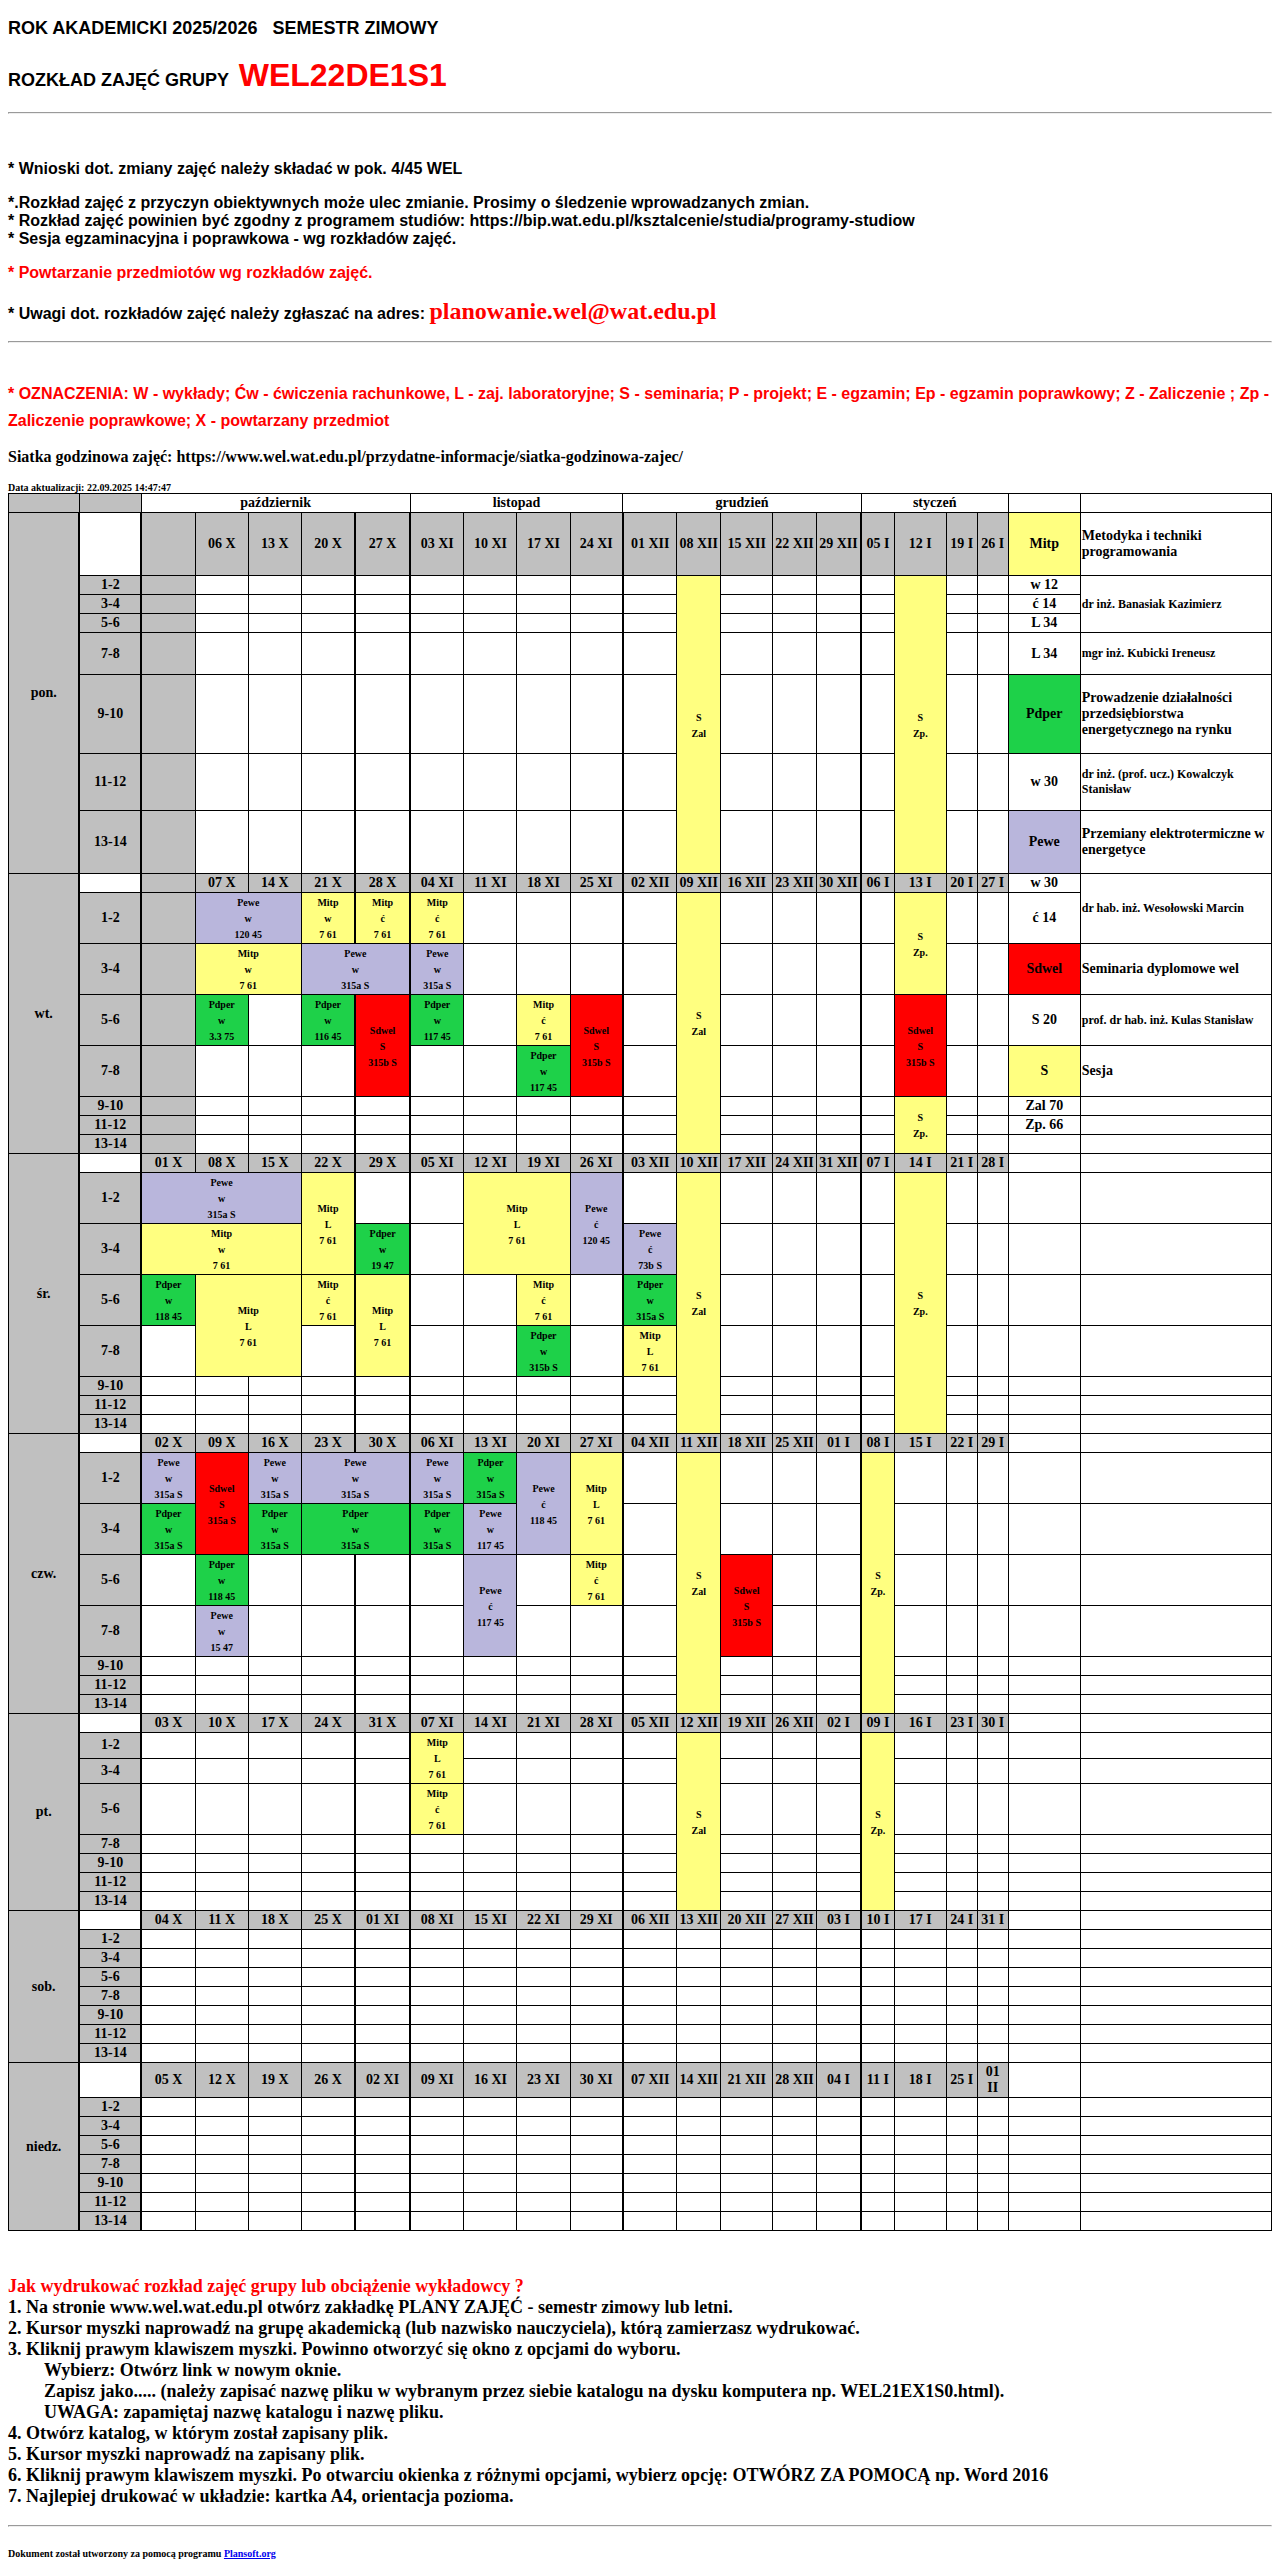 ROK AKADEMICKI 2025/2026 SEMESTR ZIMOWY
ROZKŁAD ZAJĘĆ GRUPY WEL22DE1S1
* Wnioski dot. zmiany zajęć należy składać w pok. 4/45 WEL
*.Rozkład zajęć z przyczyn obiektywnych może ulec zmianie. Prosimy o śledzenie wprowadzanych zmian.
* Rozkład zajęć powinien być zgodny z programem studiów: https://bip.wat.edu.pl/ksztalcenie/studia/programy-studiow
* Sesja egzaminacyjna i poprawkowa - wg rozkładów zajęć.
* Powtarzanie przedmiotów wg rozkładów zajęć.
* Uwagi dot. rozkładów zajęć należy zgłaszać na adres: planowanie.wel@wat.edu.pl
* OZNACZENIA: W - wykłady; Ćw - ćwiczenia rachunkowe, L - zaj. laboratoryjne; S - seminaria; P - projekt; E - egzamin; Ep - egzamin poprawkowy; Z - Zaliczenie ; Zp -
Zaliczenie poprawkowe; X - powtarzany przedmiot
Siatka godzinowa zajęć: https://www.wel.wat.edu.pl/przydatne-informacje/siatka-godzinowa-zajec/
Data aktualizacji: 22.09.2025 14:47:47
październik listopad grudzień styczeń
pon. 06 X 13 X 20 X 27 X 03 XI 10 XI 17 XI 24 XI 01 XII 08 XII 15 XII 22 XII 29 XII 05 I 12 I 19 I 26 I Mitp Metodyka i techniki programowania
1-2 S Zal S Zp. w 12 dr inż. Banasiak Kazimierz
3-4 ć 14
5-6 L 34
7-8 L 34 mgr inż. Kubicki Ireneusz
9-10 Pdper Prowadzenie działalności przedsiębiorstwa energetycznego na rynku
11-12 w 30 dr inż. (prof. ucz.) Kowalczyk Stanisław
13-14 Pewe Przemiany elektrotermiczne w energetyce
wt. 07 X 14 X 21 X 28 X 04 XI 11 XI 18 XI 25 XI 02 XII 09 XII 16 XII 23 XII 30 XII 06 I 13 I 20 I 27 I w 30 dr hab. inż. Wesołowski Marcin
1-2 Pewe w 120 45 Mitp w 7 61 Mitp ć 7 61 Mitp ć 7 61 S Zal S Zp. ć 14
3-4 Mitp w 7 61 Pewe w 315a S Pewe w 315a S Sdwel Seminaria dyplomowe wel
5-6 Pdper w 3.3 75 Pdper w 116 45 Sdwel S 315b S Pdper w 117 45 Mitp ć 7 61 Sdwel S 315b S Sdwel S 315b S S 20 prof. dr hab. inż. Kulas Stanisław
7-8 Pdper w 117 45 S Sesja
9-10 S Zp. Zal 70
11-12 Zp. 66
13-14
śr. 01 X 08 X 15 X 22 X 29 X 05 XI 12 XI 19 XI 26 XI 03 XII 10 XII 17 XII 24 XII 31 XII 07 I 14 I 21 I 28 I
1-2 Pewe w 315a S Mitp L 7 61 Mitp L 7 61 Pewe ć 120 45 S Zal S Zp.
3-4 Mitp w 7 61 Pdper w 19 47 Pewe ć 73b S
5-6 Pdper w 118 45 Mitp L 7 61 Mitp ć 7 61 Mitp L 7 61 Mitp ć 7 61 Pdper w 315a S
7-8 Pdper w 315b S Mitp L 7 61
9-10
11-12
13-14
czw. 02 X 09 X 16 X 23 X 30 X 06 XI 13 XI 20 XI 27 XI 04 XII 11 XII 18 XII 25 XII 01 I 08 I 15 I 22 I 29 I
1-2 Pewe w 315a S Sdwel S 315a S Pewe w 315a S Pewe w 315a S Pewe w 315a S Pdper w 315a S Pewe ć 118 45 Mitp L 7 61 S Zal S Zp.
3-4 Pdper w 315a S Pdper w 315a S Pdper w 315a S Pdper w 315a S Pewe w 117 45
5-6 Pdper w 118 45 Pewe ć 117 45 Mitp ć 7 61 Sdwel S 315b S
7-8 Pewe w 15 47
9-10
11-12
13-14
pt. 03 X 10 X 17 X 24 X 31 X 07 XI 14 XI 21 XI 28 XI 05 XII 12 XII 19 XII 26 XII 02 I 09 I 16 I 23 I 30 I
1-2 Mitp L 7 61 S Zal S Zp.
3-4
5-6 Mitp ć 7 61
7-8
9-10
11-12
13-14
sob. 04 X 11 X 18 X 25 X 01 XI 08 XI 15 XI 22 XI 29 XI 06 XII 13 XII 20 XII 27 XII 03 I 10 I 17 I 24 I 31 I
1-2
3-4
5-6
7-8
9-10
11-12
13-14
niedz. 05 X 12 X 19 X 26 X 02 XI 09 XI 16 XI 23 XI 30 XI 07 XII 14 XII 21 XII 28 XII 04 I 11 I 18 I 25 I 01 II
1-2
3-4
5-6
7-8
9-10
11-12
13-14
Jak wydrukować rozkład zajęć grupy lub obciążenie wykładowcy ?
1. Na stronie www.wel.wat.edu.pl otwórz zakładkę PLANY ZAJĘĆ - semestr zimowy lub letni.
2. Kursor myszki naprowadź na grupę akademicką (lub nazwisko nauczyciela), którą zamierzasz wydrukować.
3. Kliknij prawym klawiszem myszki. Powinno otworzyć się okno z opcjami do wyboru.
Wybierz: Otwórz link w nowym oknie.
Zapisz jako..... (należy zapisać nazwę pliku w wybranym przez siebie katalogu na dysku komputera np. WEL21EX1S0.html).
UWAGA: zapamiętaj nazwę katalogu i nazwę pliku.
4. Otwórz katalog, w którym został zapisany plik.
5. Kursor myszki naprowadź na zapisany plik.
6. Kliknij prawym klawiszem myszki. Po otwarciu okienka z różnymi opcjami, wybierz opcję: OTWÓRZ ZA POMOCĄ np. Word 2016
7. Najlepiej drukować w układzie: kartka A4, orientacja pozioma.
Dokument został utworzony za pomocą programu Plansoft.org